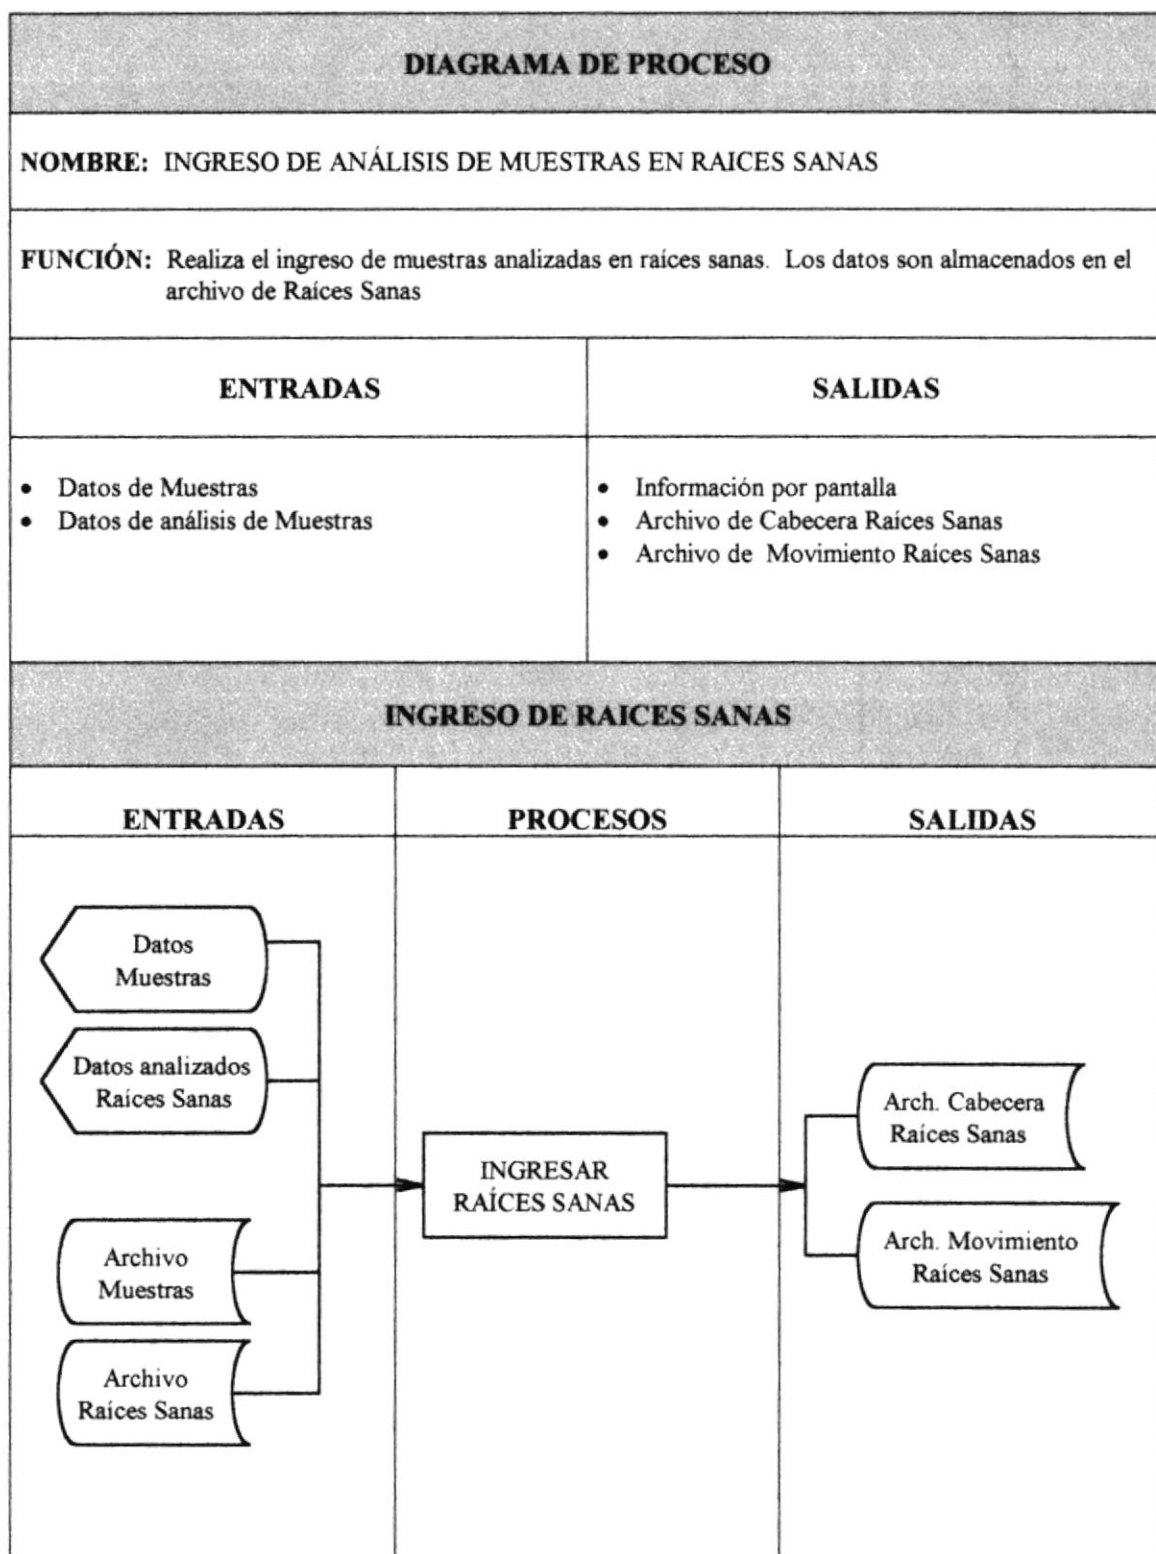 DIAGRAMA DE PROCESO
NOMBRE: INGRESO DE ANÁLISIS DE MUESTRAS EN RAICES SANAS
FUNCIÓN: Realiza el ingreso de muestras analizadas en raíces sanas. Los datos son almacenados en el
archivo de Raíces Sanas
ENTRADAS
SALIDAS
• Datos de Muestras
• Datos de análisis de Muestras
• Información por pantalla
• Archivo de Cabecera Raíces Sanas
• Archivo de Movimiento Raíces Sanas
INGRESO DE RAICES SANAS
ENTRADAS
PROCESOS
SALIDAS
Datos
Muestras
Datos analizados
Raíces Sanas
Archivo
Muestras
Archivo
Raíces Sanas
INGRESAR
RAÍCES SANAS
Arch. Cabecera
Raíces Sanas
Arch. Movimiento
Raíces Sanas